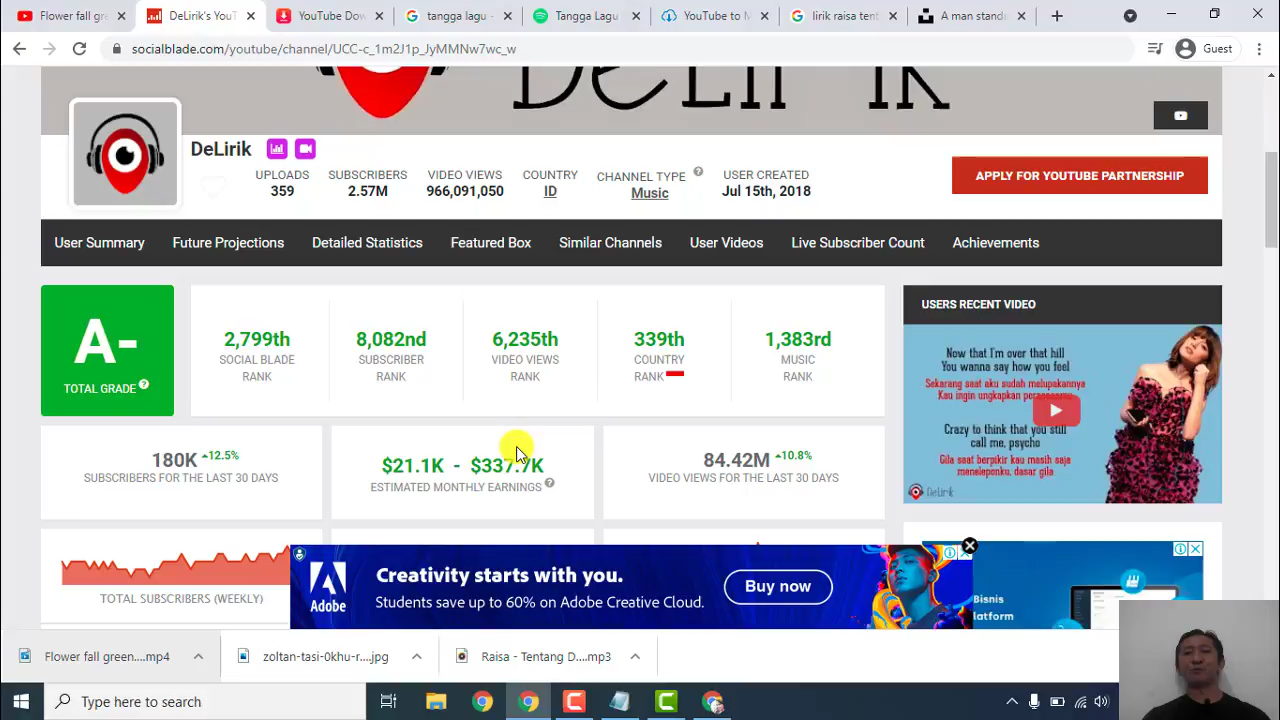 Flower fall gree
DeLirik's YouT
YouTube Dow
tangga lagu -
Tangga Lagu
YouTube to M
lirik raisa tent
A man stand
socialblade.com/youtube/channel/UCC-c_1m2J1p_JyMMNw7wc_w
Guest
DeLirik
DeLirik
UPLOADS
359
SUBSCRIBERS
2.57M
VIDEO VIEWS
966,091,050
COUNTRY
ID
CHANNEL TYPE
Music
USER CREATED
Jul 15th, 2018
APPLY FOR YOUTUBE PARTNERSHIP
User Summary
Future Projections
Detailed Statistics
Featured Box
Similar Channels
User Videos
Live Subscriber Count
Achievements
A-
TOTAL GRADE
2,799th
SOCIAL BLADE
RANK
8,082nd
SUBSCRIBER
RANK
6,235th
VIDEO VIEWS
RANK
339th
COUNTRY
RANK
1,383rd
MUSIC
RANK
USERS RECENT VIDEO
Now that I'm over that hill
You wanna say how you feel
Sekarang saat aku sudah melupakannya
Kau ingin ungkapkan perasaanmu
Crazy to think that you still
call me, psycho
Gila saat berpikir kau masih saja
meneleponku, dasar gila
DeLirik
180K 12.5%
SUBSCRIBERS FOR THE LAST 30 DAYS
$21.1K - $337.7K
ESTIMATED MONTHLY EARNINGS
84.42M 10.8%
VIDEO VIEWS FOR THE LAST 30 DAYS
TOTAL SUBSCRIBERS (WEEKLY)
Adobe
Creativity starts with you.
Students save up to 60% on Adobe Creative Cloud.
Buy now
Bisnis
platform
Flower fall green....mp4
zoltan-tasi-0khu-r....jpg
Raisa - Tentang D....mp3
Type here to search